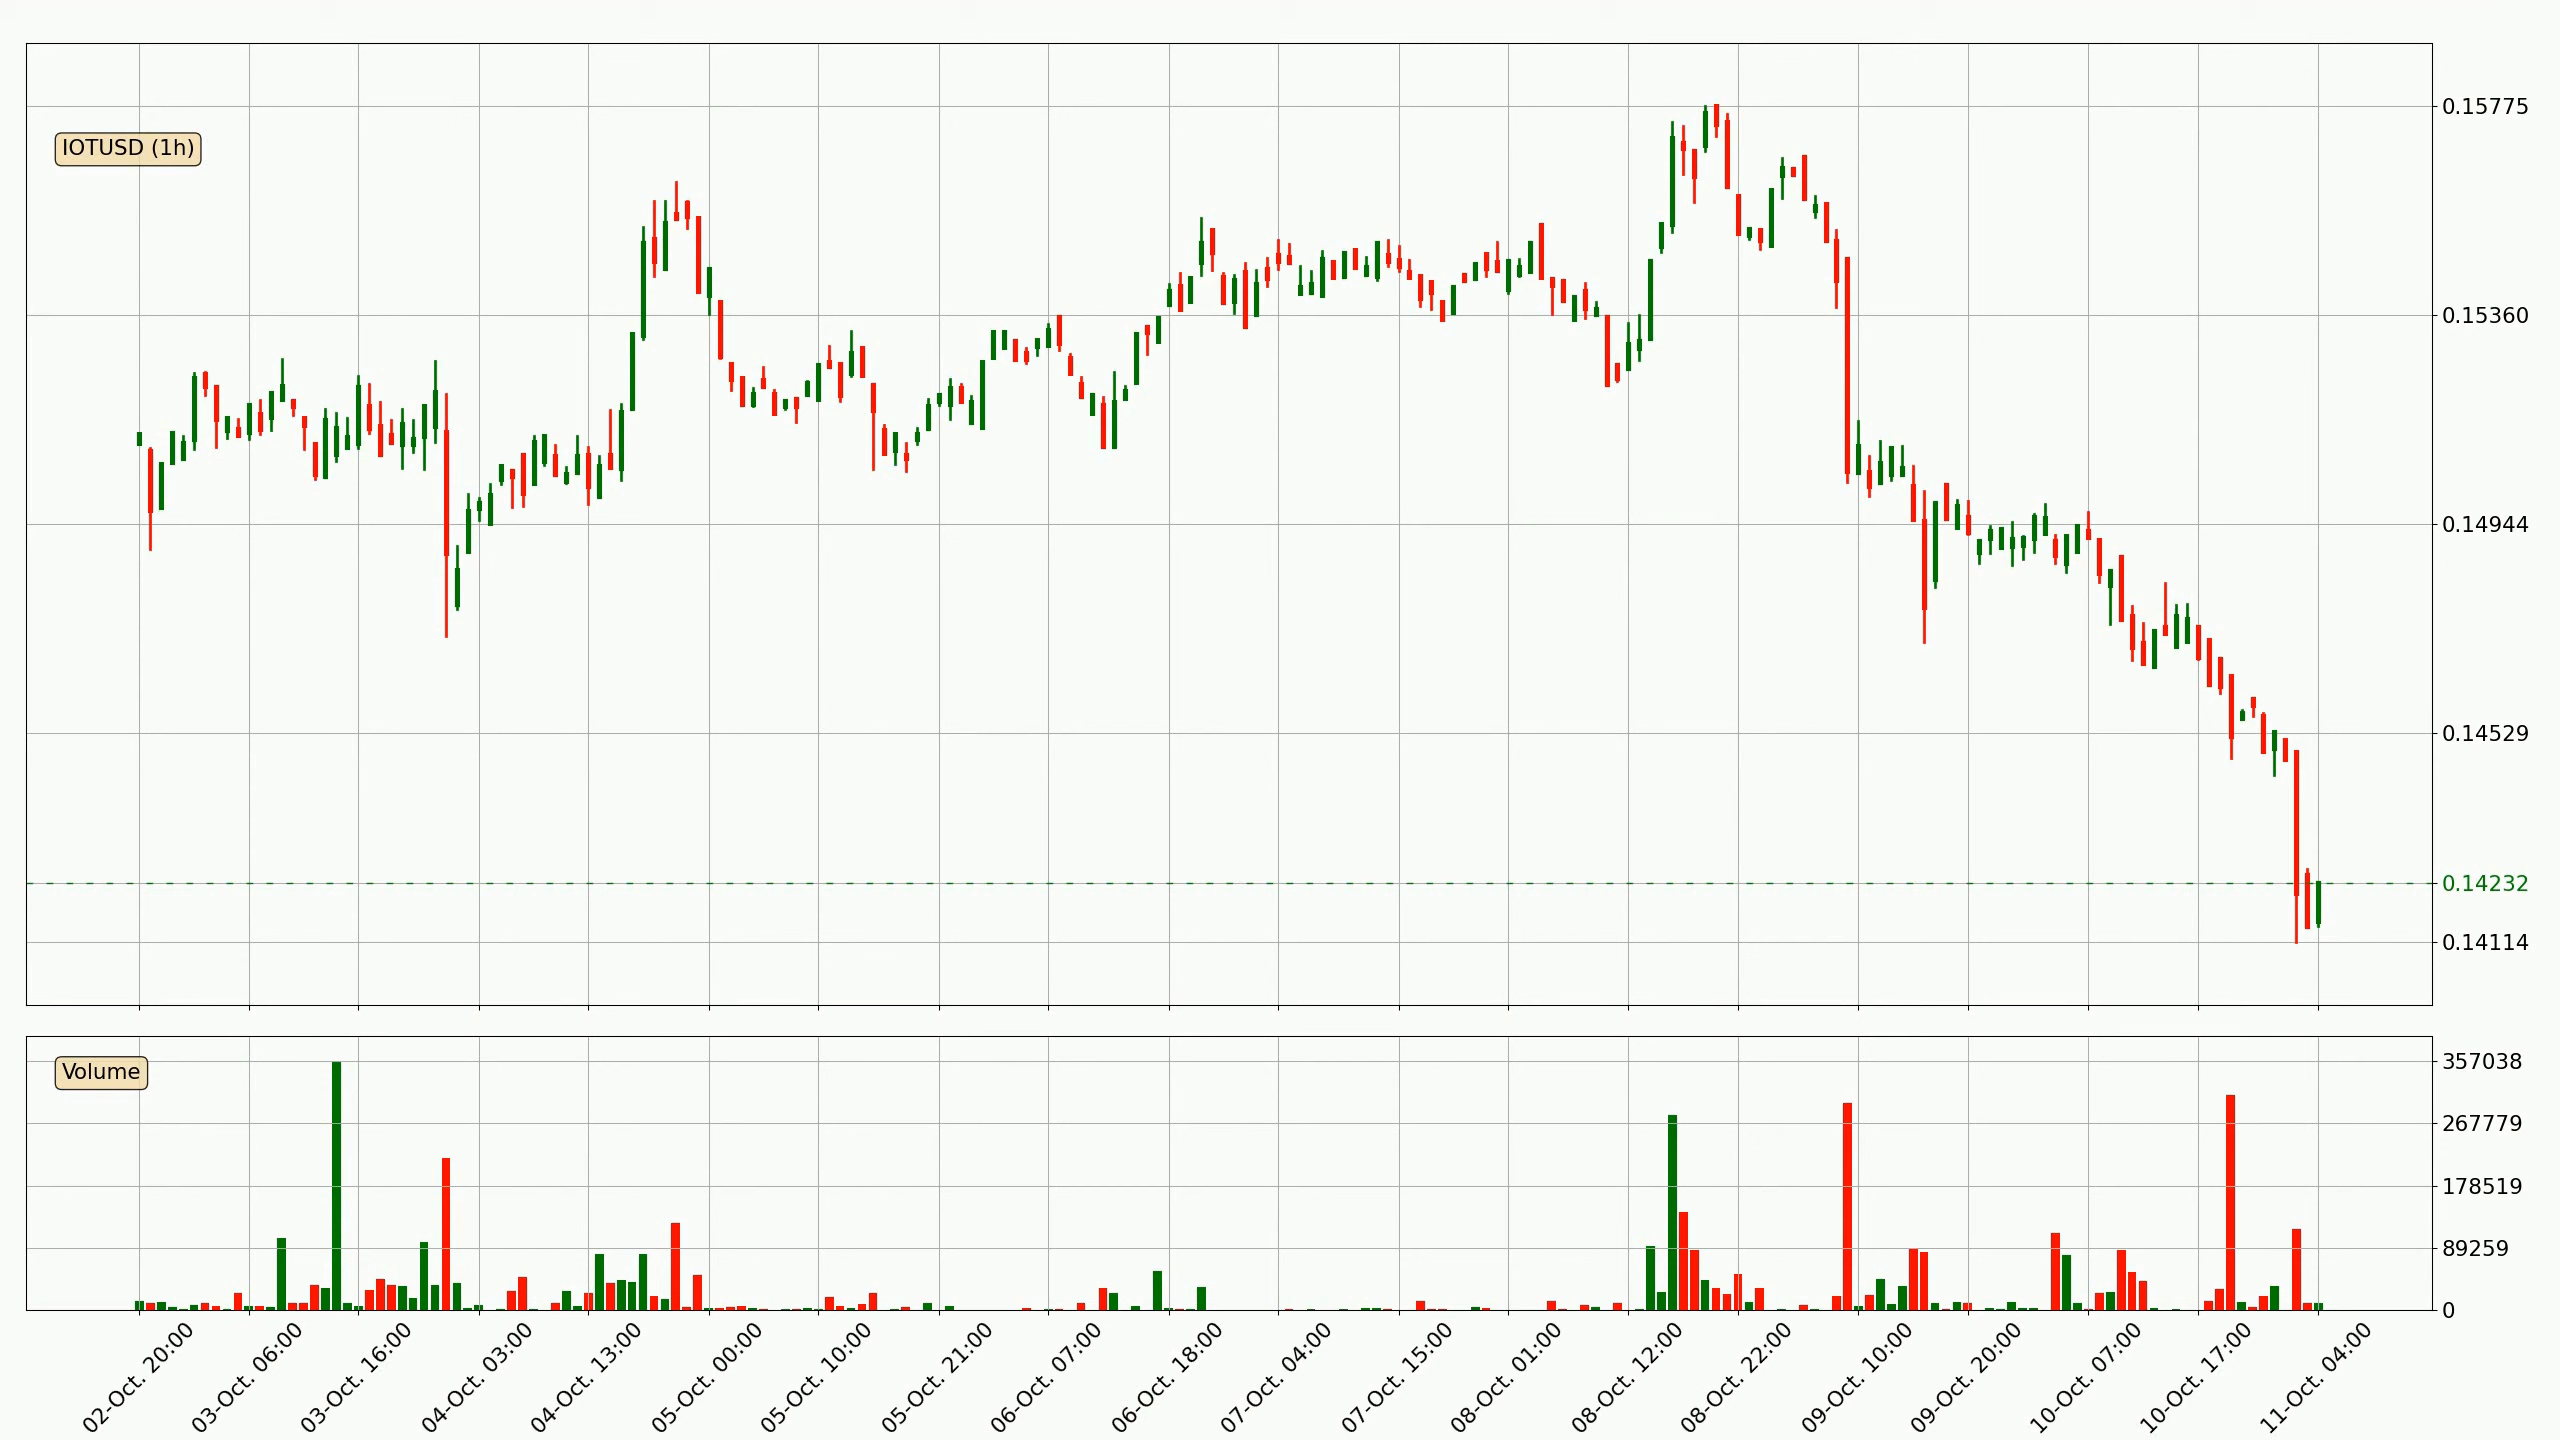 IOTUSD (1h)
0.15775
0.15360
0.14944
0.14529
0.14232
0.14114
Volume
357038
267779
178519
89259
0
02-Oct. 20:00
03-Oct. 06:00
03-Oct. 16:00
04-Oct. 03:00
04-Oct. 13:00
05-Oct. 00:00
05-Oct. 10:00
05-Oct. 21:00
06-Oct. 07:00
06-Oct. 18:00
07-Oct. 04:00
07-Oct. 15:00
08-Oct. 01:00
08-Oct. 12:00
08-Oct. 22:00
09-Oct. 10:00
09-Oct. 20:00
10-Oct. 07:00
10-Oct. 17:00
11-Oct. 04:00